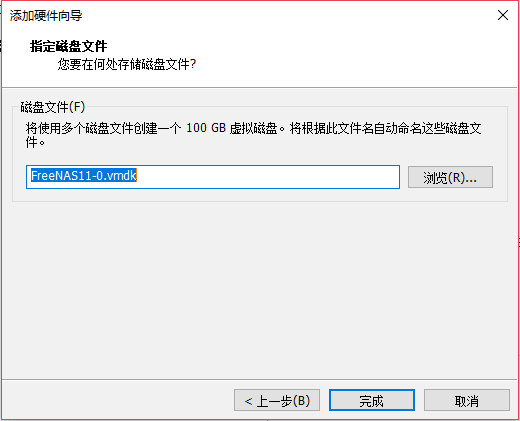 添加硬件向导
指定磁盘文件
您要在何处存储磁盘文件?
磁盘文件(F)
将使用多个磁盘文件创建一个 100 GB 虚拟磁盘。将根据此文件名自动命名这些磁盘文
件。
FreeNAS11-0.vmdk
浏览(R)...
< 上一步(B)
完成
取消